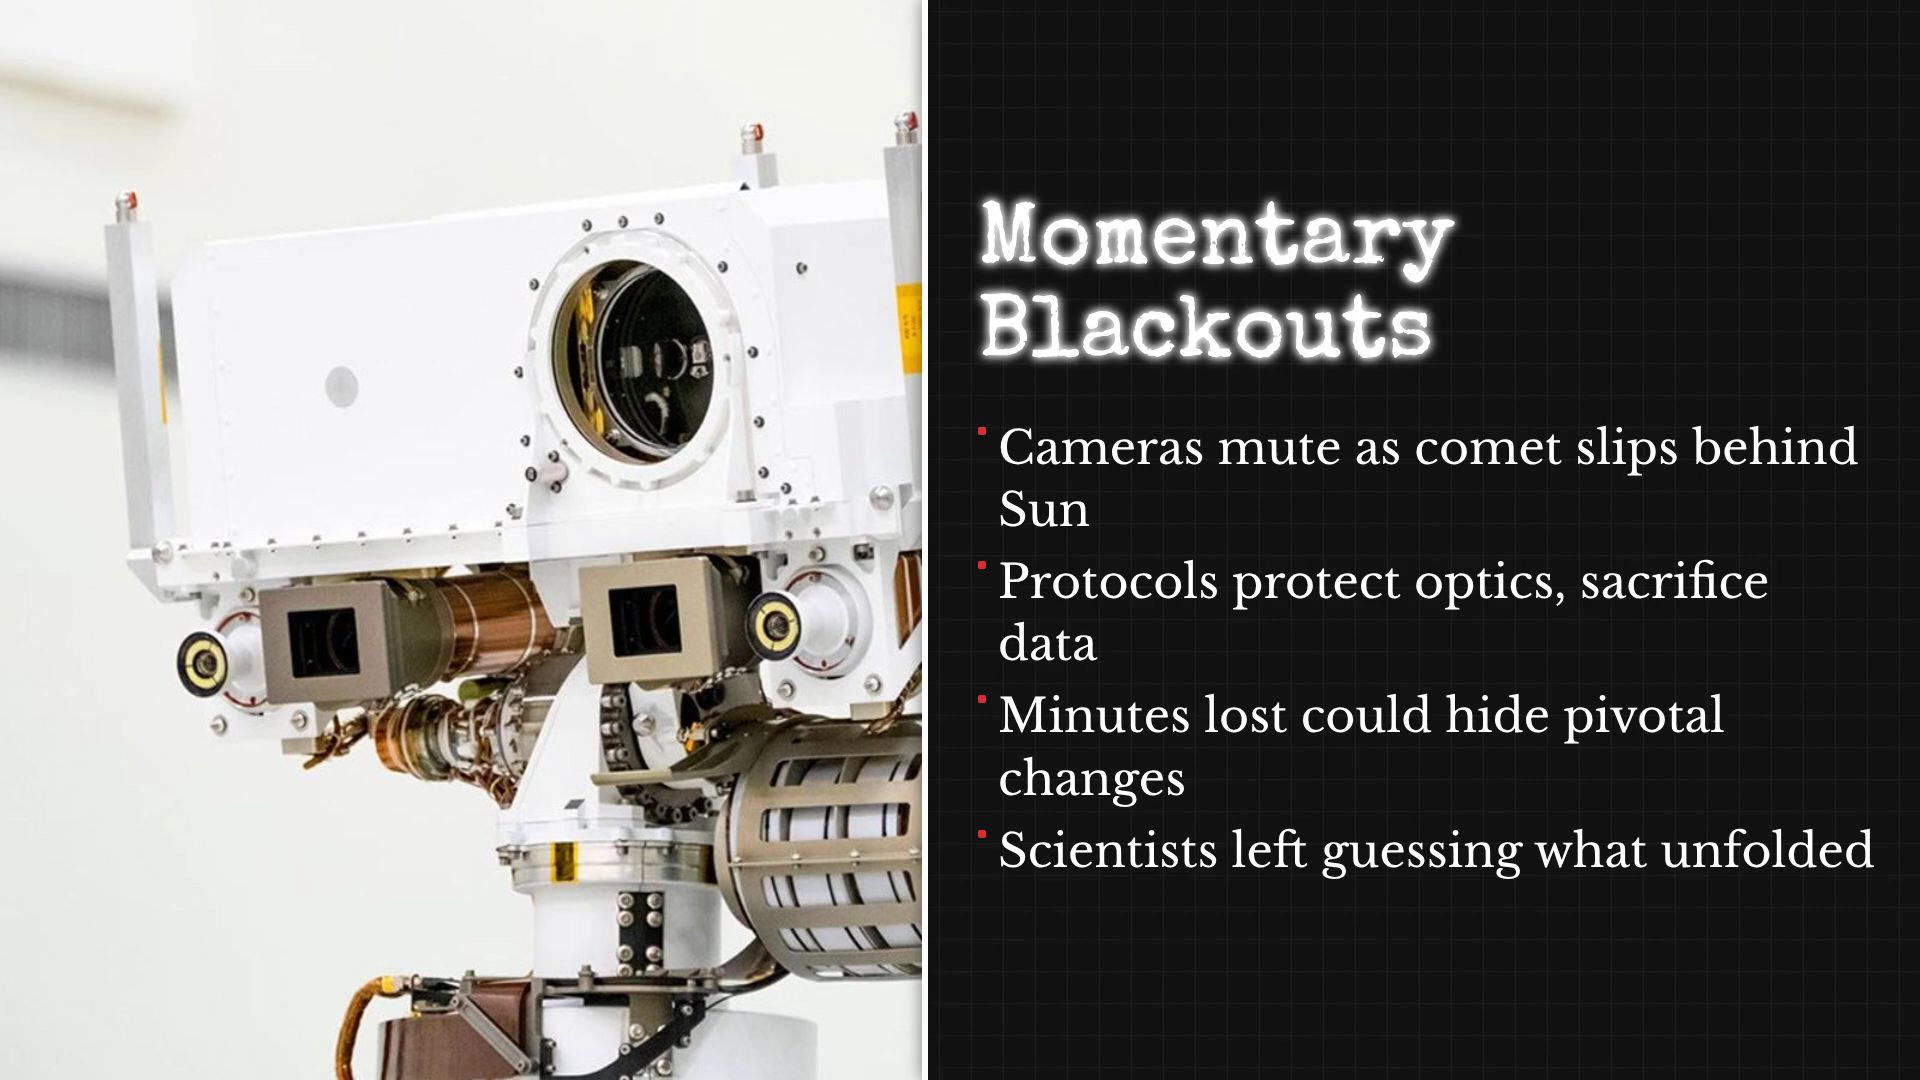 Momentary
Blackouts
Cameras mute as comet slips behind
Sun
Protocols protect optics, sacrifice
data
Minutes lost could hide pivotal
changes
Scientists left guessing what unfolded